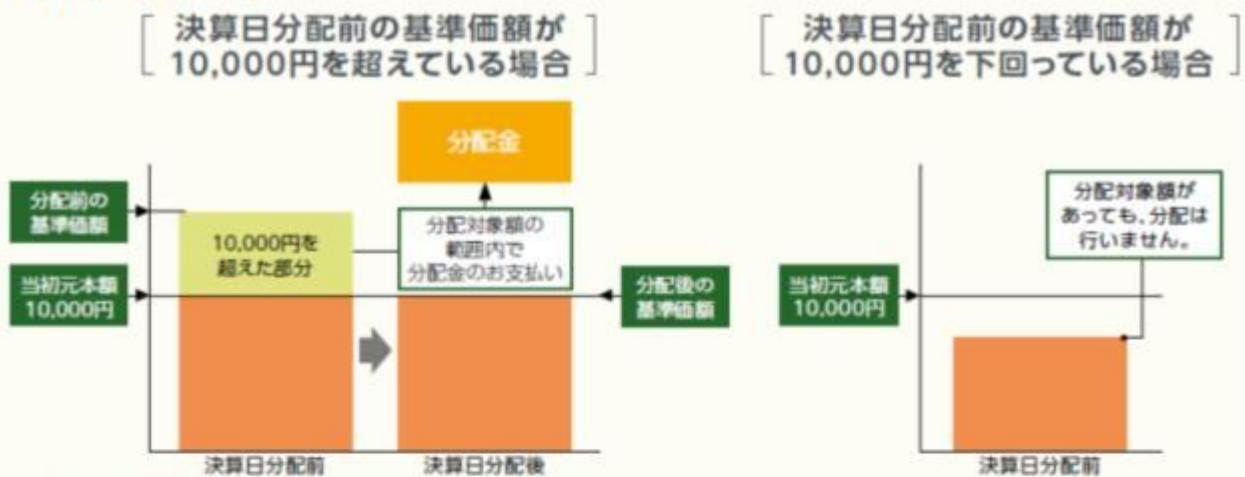 決算日分配前の基準価額が
10,000円を超えている場合
分配金
分配前の
基準価額
10,000円を
超えた部分
分配対象額の
範囲内で
分配金のお支払い
当初元本額
10,000円
分配後の
基準価額
決算日分配前
決算日分配後
決算日分配前の基準価額が
10,000円を下回っている場合
分配対象額が
あっても、分配は
行いません。
当初元本額
10,000円
決算日分配前